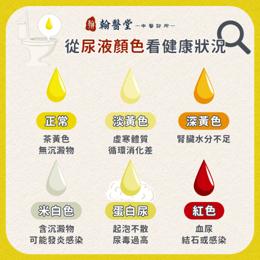 翰醫堂 中醫診所
從尿液顏色看健康狀況
正常
茶黃色
無沉澱物
淡黃色
虛寒體質
循環消化差
深黃色
腎臟水分不足
米白色
含沉澱物
可能發炎感染
蛋白尿
起泡不散
尿毒過高
紅色
血尿
結石或感染